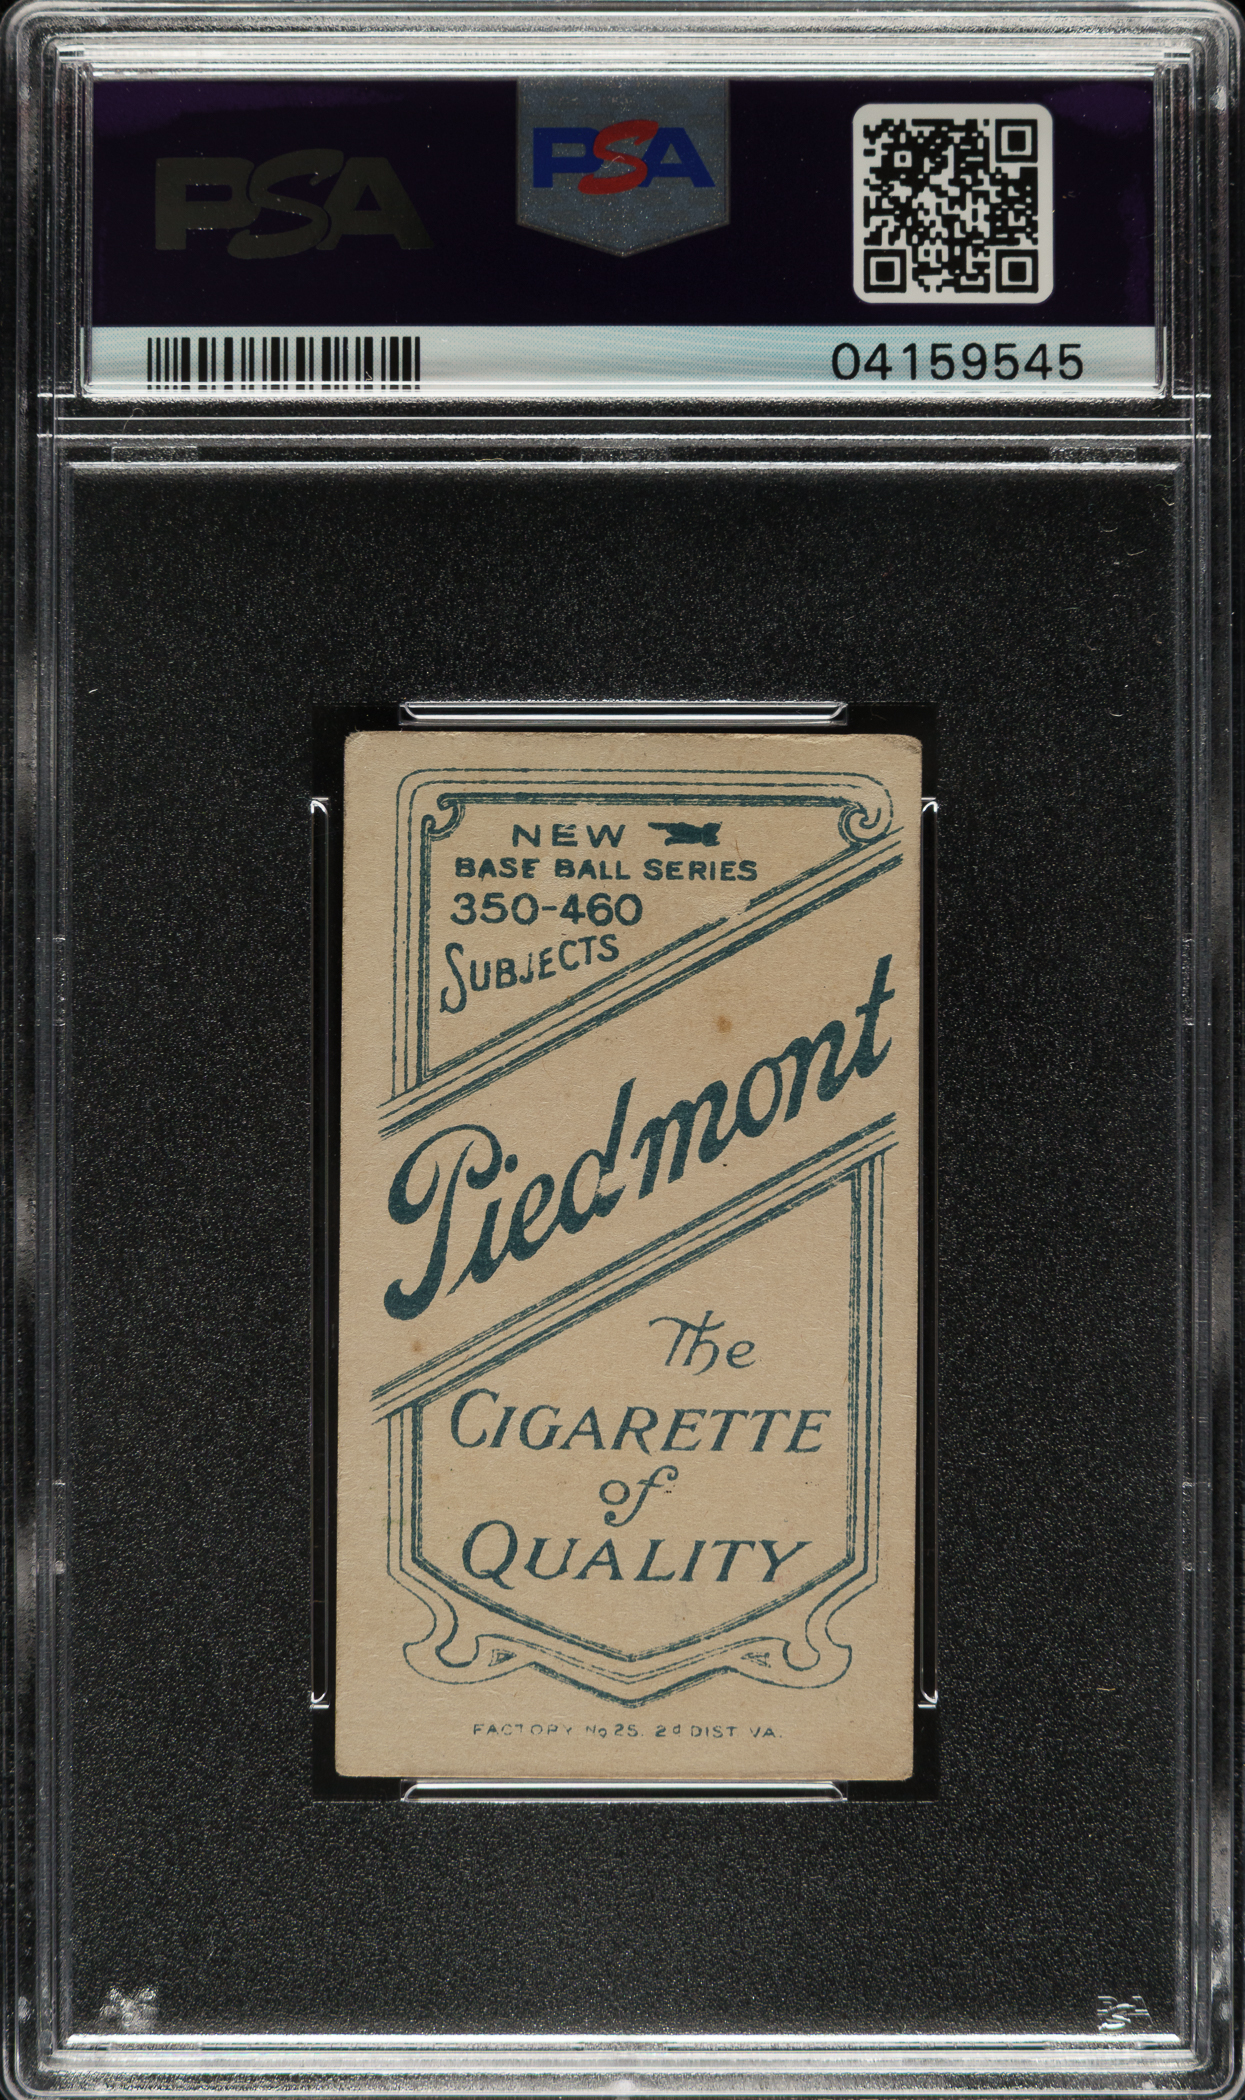 PSA
PSA
04159545
NEW
BASE BALL SERIES
350-460
SUBJECTS
Piedmont
The
CIGARETTE
of
QUALITY
FACTORY No 25. 2d DIST VA.
PSA